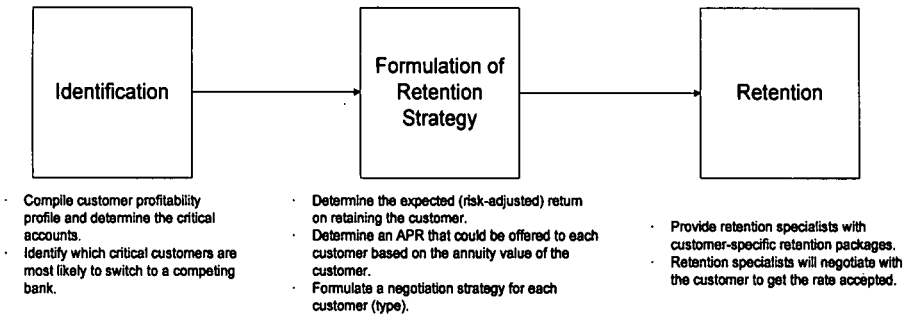 Identification
Formulation of
Retention
Strategy
Retention
· Compile customer profitability
profile and determine the critical
accounts.
· Identify which critical customers are
most likely to switch to a competing
bank.
· Determine the expected (risk-adjusted) return
on retaining the customer.
· Determine an APR that could be offered to each
customer based on the annuity value of the
customer.
· Formulate a negotiation strategy for each
customer (type).
· Provide retention specialists with
customer-specific retention packages.
· Retention specialists will negotiate with
the customer to get the rate accepted.